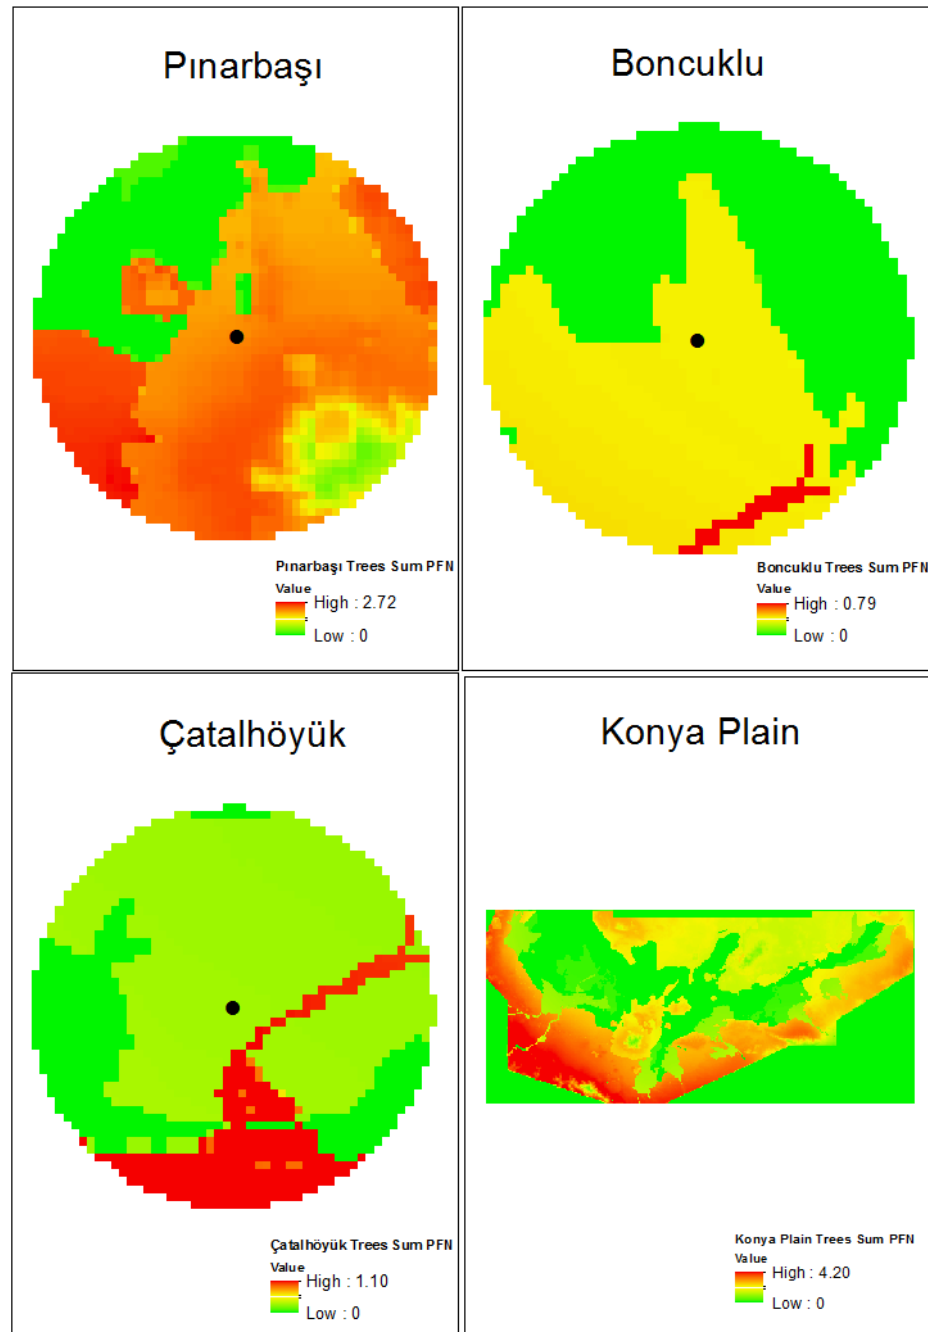 Pınarbaşı
Pınarbaşı Trees Sum PFN
Value
High : 2.72
Low : 0
Boncuklu
Boncuklu Trees Sum PFN
Value
High : 0.79
Low : 0
Çatalhöyük
Çatalhöyük Trees Sum PFN
Value
High : 1.10
Low : 0
Konya Plain
Konya Plain Trees Sum PFN
Value
High : 4.20
Low : 0